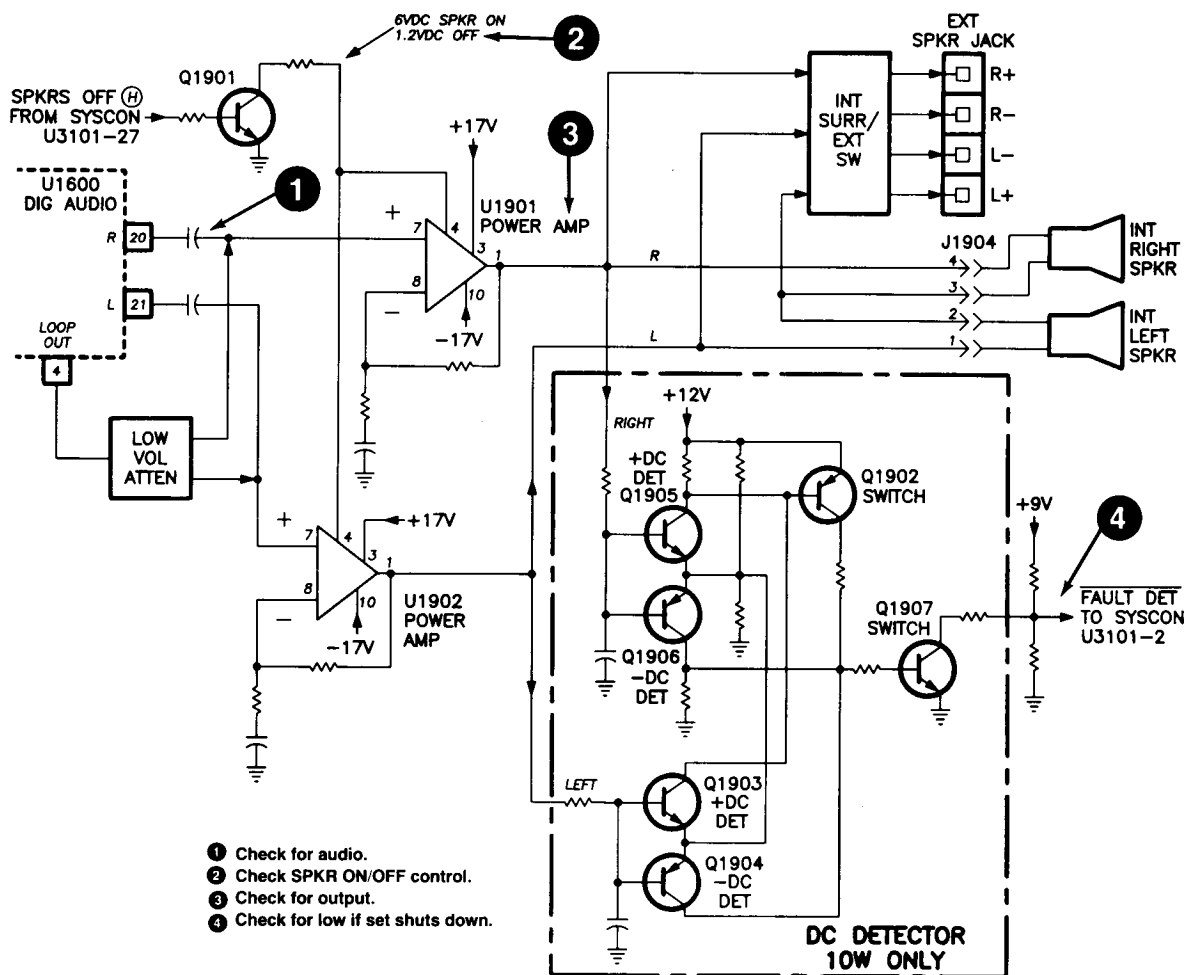 6VDC SPKR ON
1.2VDC OFF
2
EXT
SPKR JACK
Q1901
SPKRS OFF (H)
FROM SYSCON
U3101-27
+17V
3
INT
SURR/
EXT
SW
R+
R-
L-
L+
U1600
DIG AUDIO
1
R
20
L
21
+
7
4
U1901
POWER AMP
3
1
8
−
10
-17V
R
J1904
4
3
2
1
INT
RIGHT
SPKR
INT
LEFT
SPKR
L
LOOP
OUT
4
LOW
VOL
ATTEN
+
7
4
+17V
3
1
8
−
10
-17V
U1902
POWER
AMP
+12V
RIGHT
+DC
DET
Q1905
Q1902
SWITCH
+9V
4
Q1906
-DC
DET
Q1907
SWITCH
FAULT DET
TO SYSCON
U3101-2
LEFT
Q1903
+DC
DET
Q1904
-DC
DET
1 Check for audio.
2 Check SPKR ON/OFF control.
3 Check for output.
4 Check for low if set shuts down.
DC DETECTOR
10W ONLY